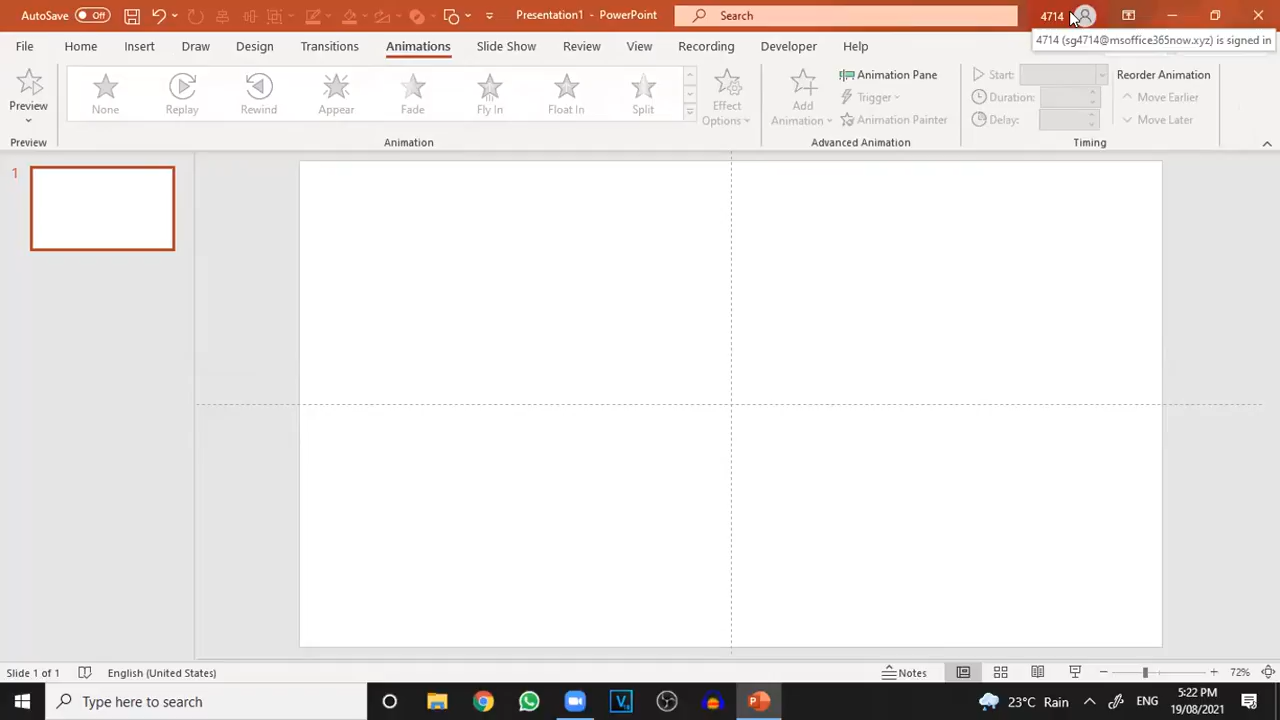 AutoSave Off Presentation1 - PowerPoint Search 4714
4714 (sg4714@msoffice365now.xyz) is signed in
File Home Insert Draw Design Transitions Animations Slide Show Review View Recording Developer Help
Preview
None Replay Rewind Appear Fade Fly In Float In Split
Effect Options
Add Animation
Animation Pane
Trigger
Animation Painter
Start:
Duration:
Delay:
Reorder Animation
Move Earlier
Move Later
Preview Animation Advanced Animation Timing
1
Slide 1 of 1 English (United States) Notes 72%
Type here to search
23°C Rain ENG
5:22 PM
19/08/2021